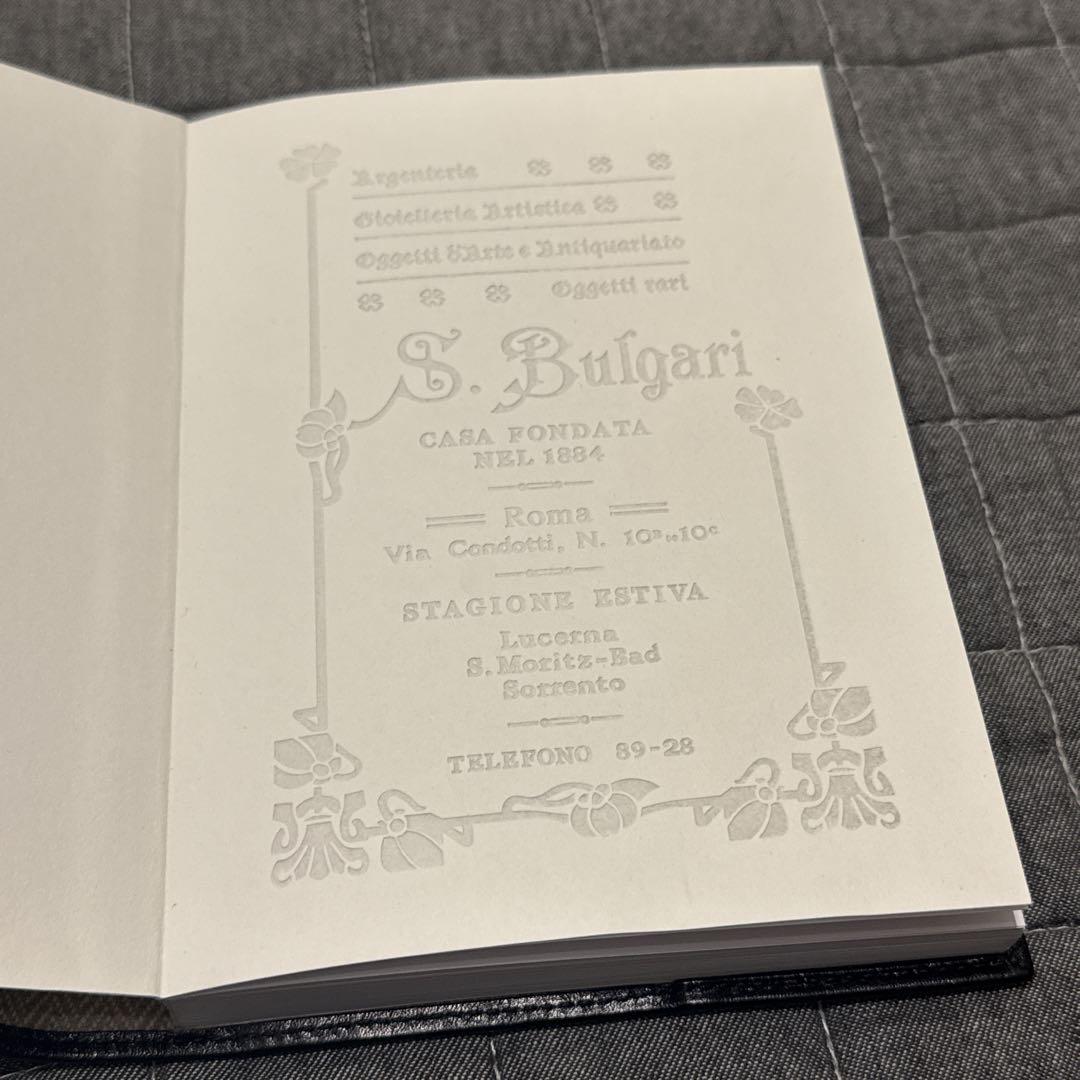 Argenteria
Gioielleria Artistica
Oggetti d'Arte e Antiquariato
Oggetti rari
S. Bulgari
CASA FONDATA
NEL 1884
Roma
Via Condotti, N. 10ᴮ 10ᶜ
STAGIONE ESTIVA
Lucerna
S. Moritz-Bad
Sorrento
TELEFONO 89-28